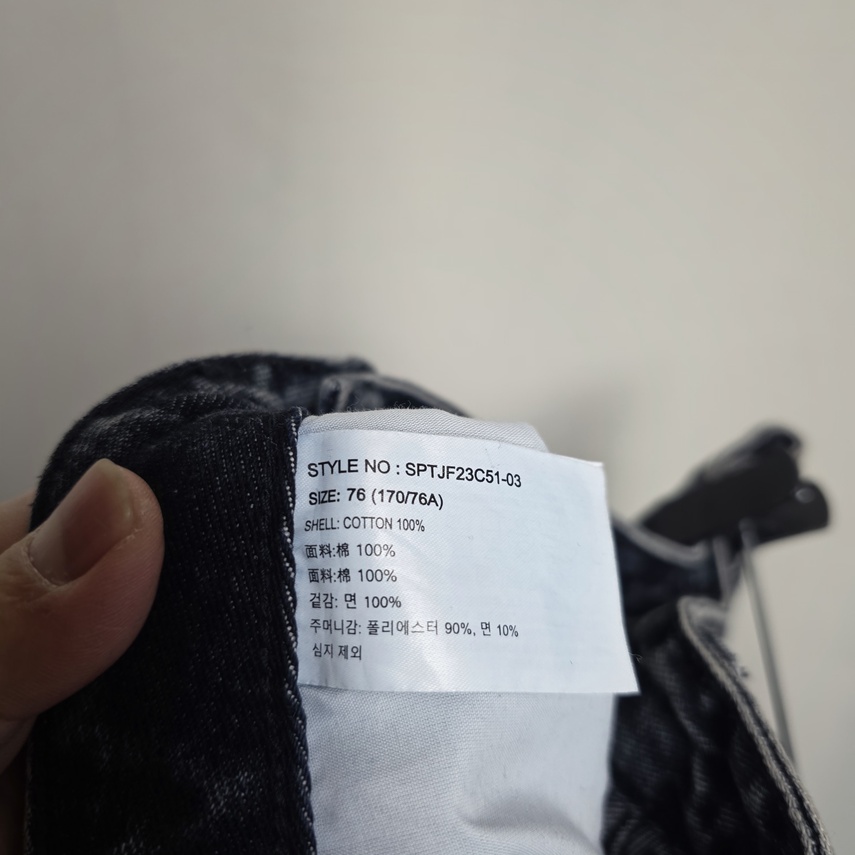 STYLE NO : SPTJF23C51-03
SIZE: 76 (170/76A)
SHELL: COTTON 100%
面料:棉 100%
面料:棉 100%
겉감: 면 100%
주머니감: 폴리에스터 90%, 면 10%
심지 제외